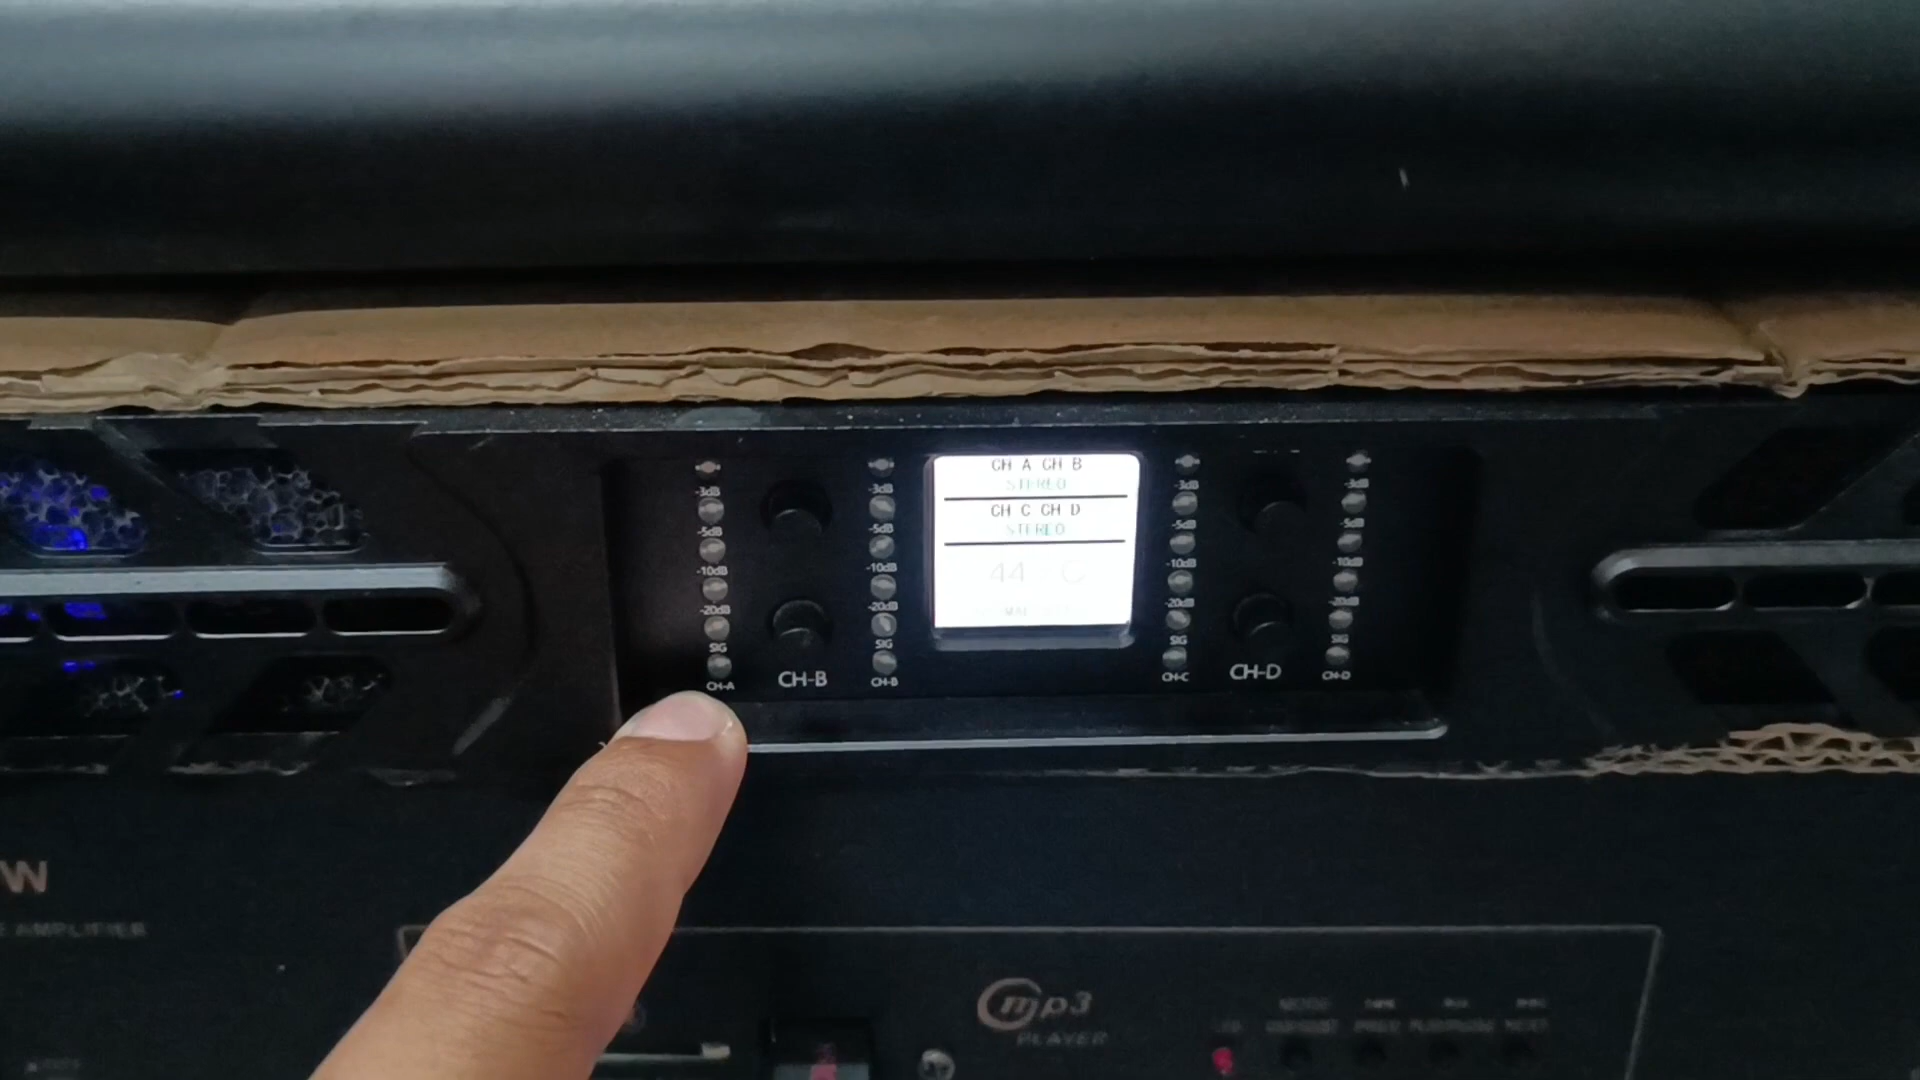 CH A CH B
STEREO
CH C CH D
STEREO
44 C
-3dB
-5dB
-10dB
-20dB
SIG
CH-A
CH-B
-3dB
-5dB
-10dB
-20dB
SIG
CH-B
-3dB
-5dB
-10dB
-20dB
SIG
CH-C
CH-D
-3dB
-5dB
-10dB
-20dB
SIG
CH-D
W
AMPLIFIER
mp3
PLAYER